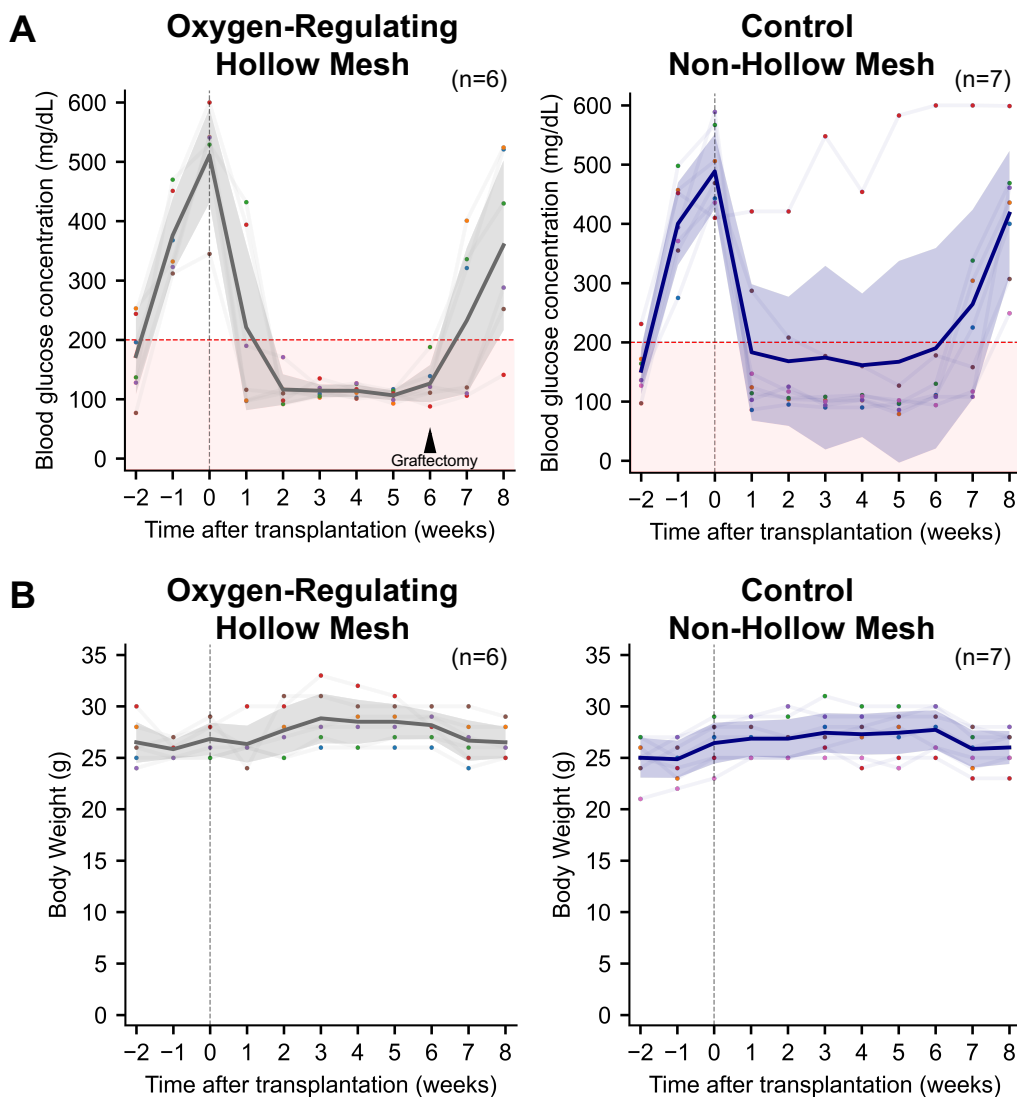 A
Oxygen-Regulating
Hollow Mesh
(n=6)
Blood glucose concentration (mg/dL)
600
500
400
300
200
100
0
Graftectomy
−2 −1 0 1 2 3 4 5 6 7 8
Time after transplantation (weeks)
Control
Non-Hollow Mesh
(n=7)
Blood glucose concentration (mg/dL)
600
500
400
300
200
100
0
−2 −1 0 1 2 3 4 5 6 7 8
Time after transplantation (weeks)
B
Oxygen-Regulating
Hollow Mesh
(n=6)
Body Weight (g)
35
30
25
20
15
10
5
0
−2 −1 0 1 2 3 4 5 6 7 8
Time after transplantation (weeks)
Control
Non-Hollow Mesh
(n=7)
Body Weight (g)
35
30
25
20
15
10
5
0
−2 −1 0 1 2 3 4 5 6 7 8
Time after transplantation (weeks)